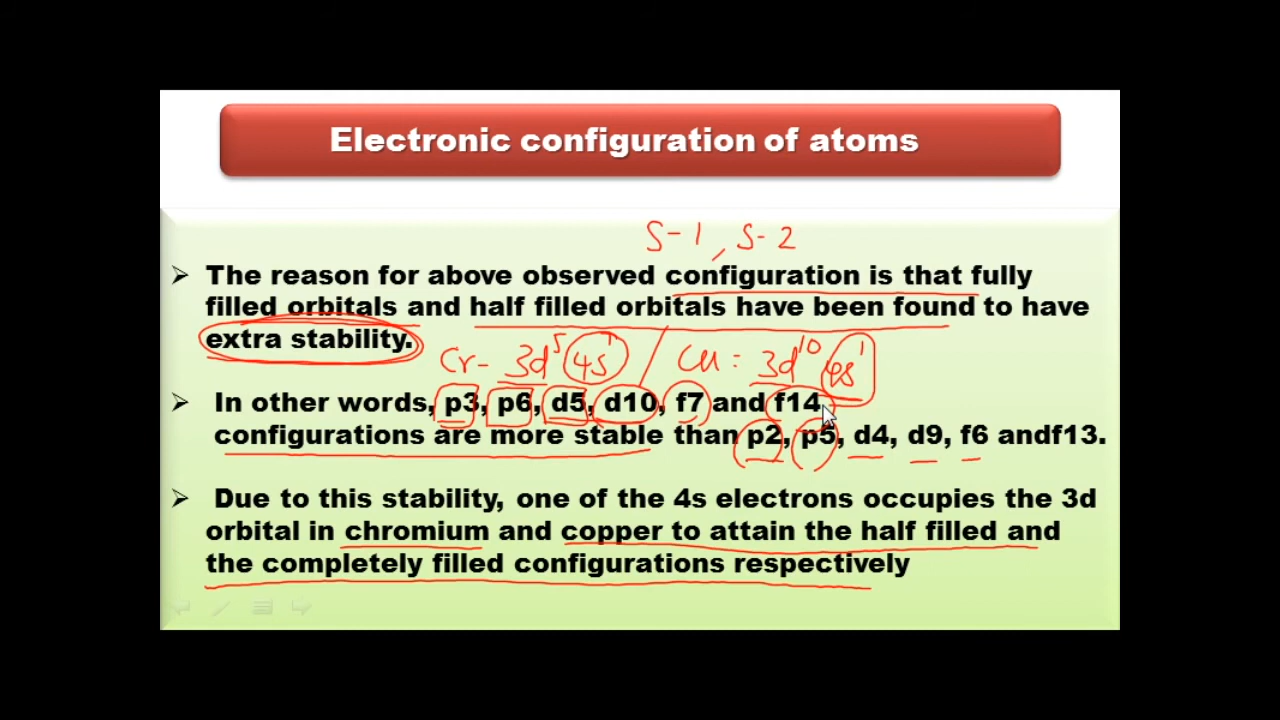 Electronic configuration of atoms
S-1, S-2
The reason for above observed configuration is that fully
filled orbitals and half filled orbitals have been found to have
extra stability.
Cr- 3d⁵ 4s¹ / Cu = 3d¹⁰ 4s¹
In other words, p3, p6, d5, d10, f7 and f14
configurations are more stable than p2, p5, d4, d9, f6 andf13.
Due to this stability, one of the 4s electrons occupies the 3d
orbital in chromium and copper to attain the half filled and
the completely filled configurations respectively